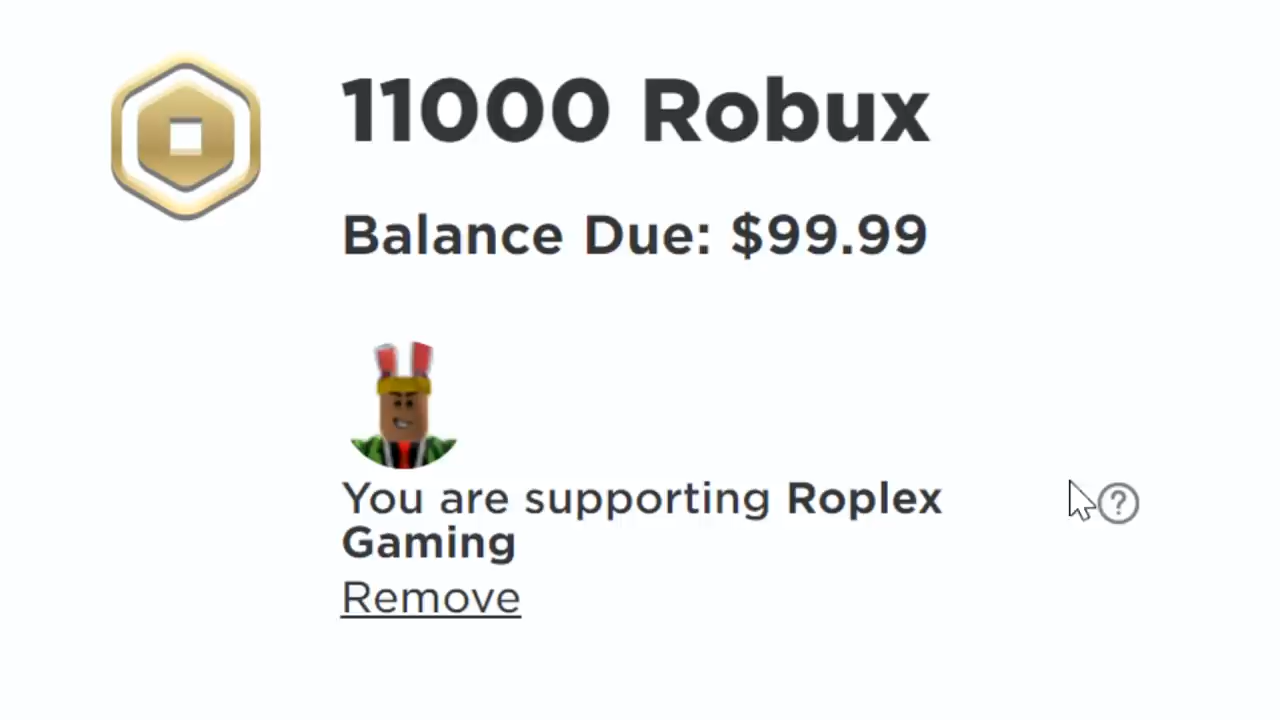 11000 Robux
Balance Due: $99.99
You are supporting Roplex
Gaming
Remove
?